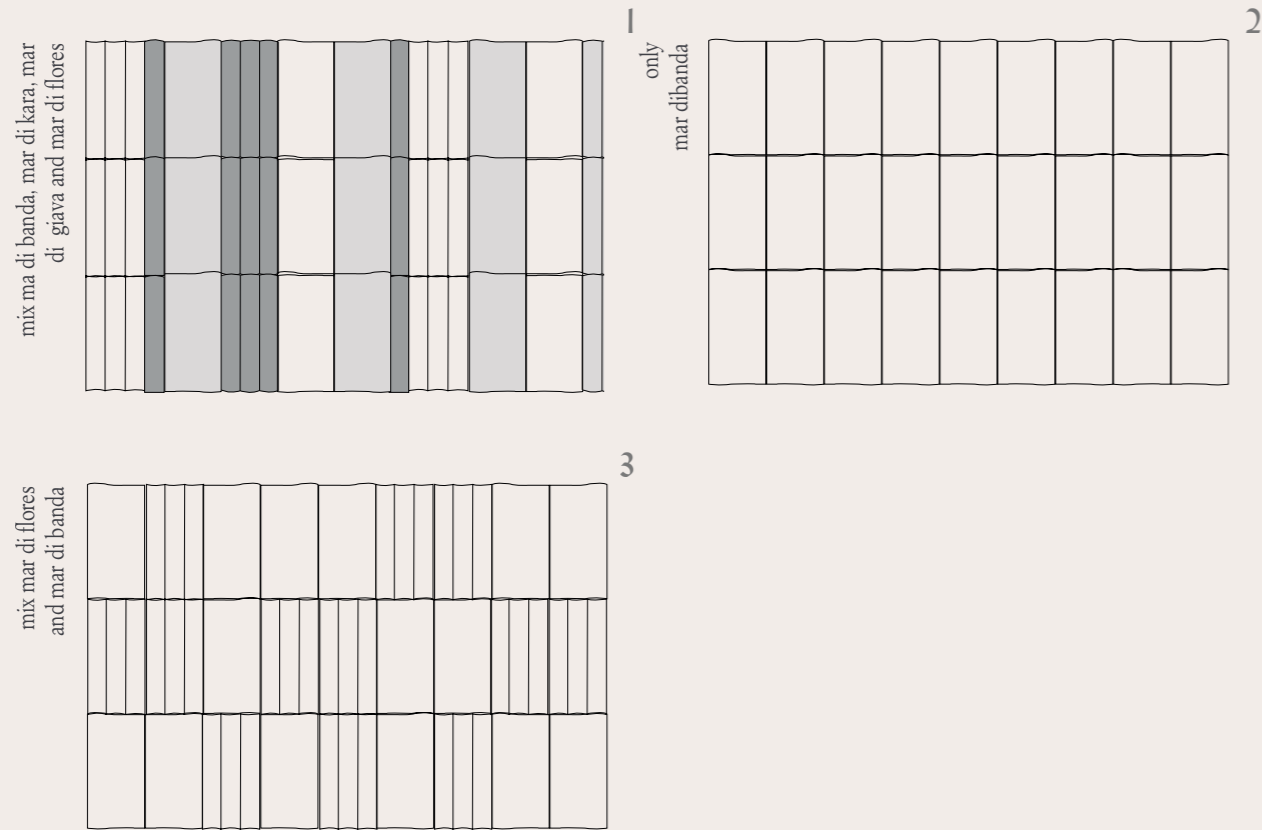 1
mix ma di banda, mar di kara, mar
di giava and mar di flores
2
only
mar dibanda
3
mix mar di flores
and mar di banda